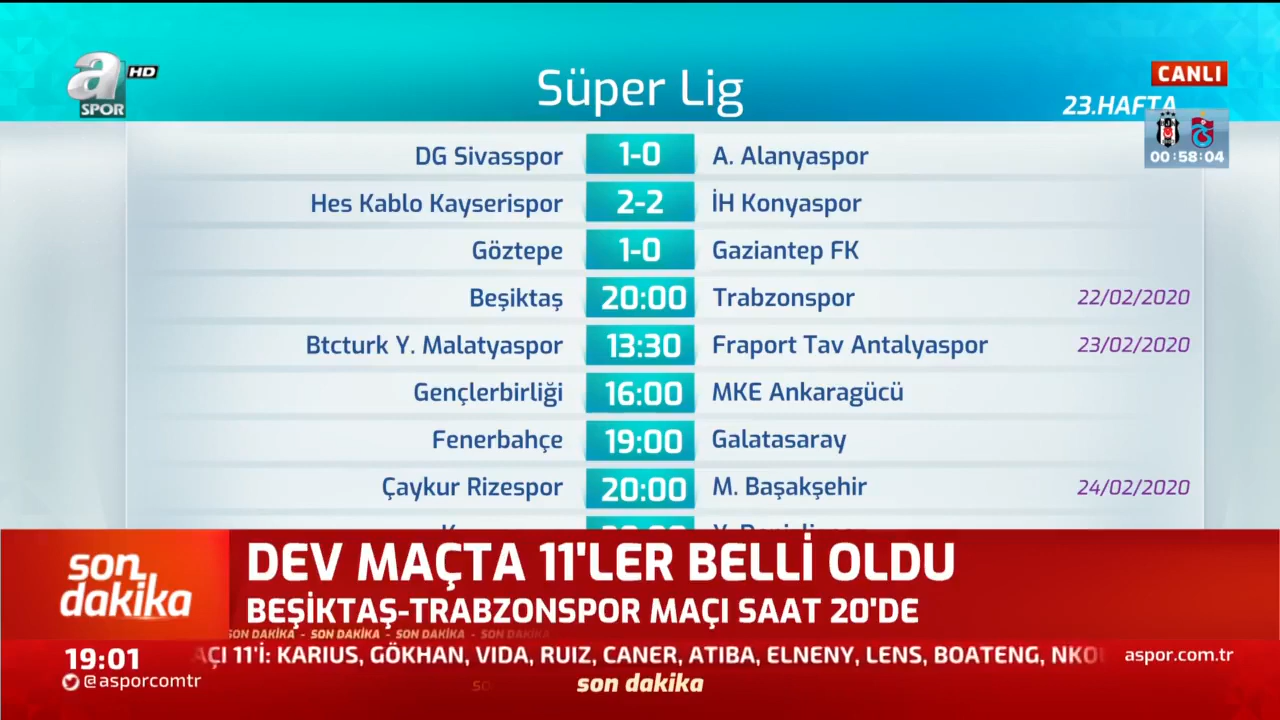 a
HD
SPOR
Süper Lig
CANLI
23.HAFTA
00:58:04
DG Sivasspor 1-0 A. Alanyaspor
Hes Kablo Kayserispor 2-2 İH Konyaspor
Göztepe 1-0 Gaziantep FK
Beşiktaş 20:00 Trabzonspor 22/02/2020
Btcturk Y. Malatyaspor 13:30 Fraport Tav Antalyaspor 23/02/2020
Gençlerbirliği 16:00 MKE Ankaragücü
Fenerbahçe 19:00 Galatasaray
Çaykur Rizespor 20:00 M. Başakşehir 24/02/2020
son dakika
DEV MAÇTA 11'LER BELLİ OLDU
BEŞİKTAŞ-TRABZONSPOR MAÇI SAAT 20'DE
SON DAKİKA - SON DAKİKA - SON DAKİKA - SON DAKİKA
19:01
AÇI 11'İ: KARIUS, GÖKHAN, VIDA, RUIZ, CANER, ATIBA, ELNENY, LENS, BOATENG, NKO
aspor.com.tr
@asporcomtr
son dakika